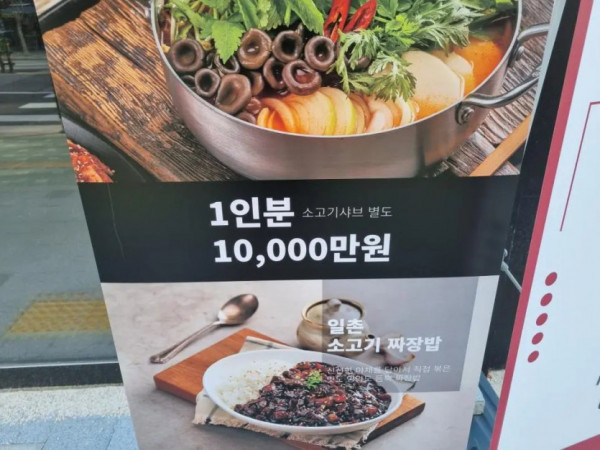 1인분 소고기샤브 별도
10,000만원
일촌
소고기 짜장밥